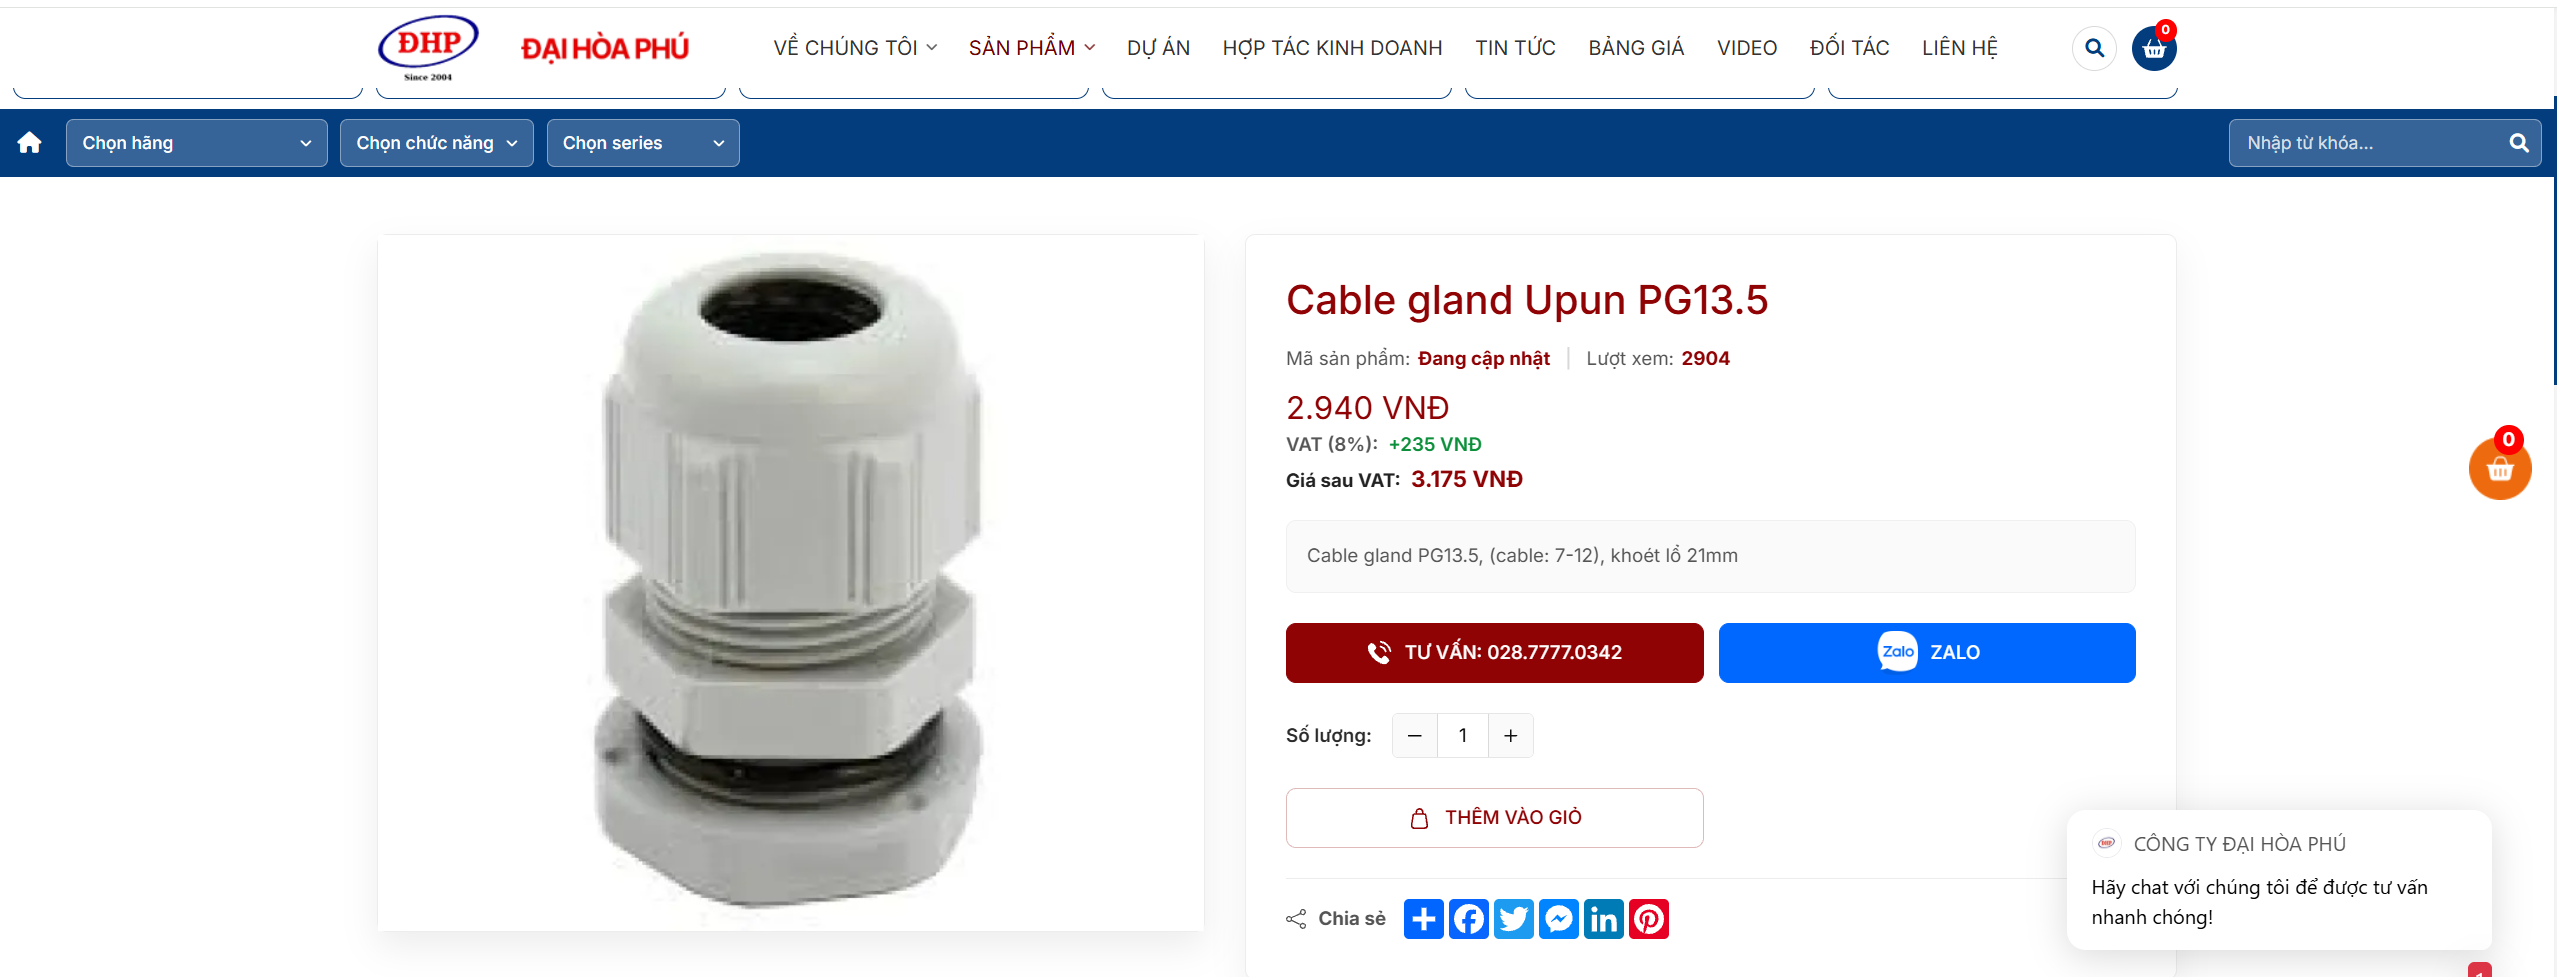 ĐHP
Since 2004
ĐẠI HÒA PHÚ
VỀ CHÚNG TÔI
SẢN PHẨM
DỰ ÁN
HỢP TÁC KINH DOANH
TIN TỨC
BẢNG GIÁ
VIDEO
ĐỐI TÁC
LIÊN HỆ
0
Chọn hãng
Chọn chức năng
Chọn series
Nhập từ khóa...
Cable gland Upun PG13.5
Mã sản phẩm: Đang cập nhật
Lượt xem: 2904
2.940 VNĐ
VAT (8%): +235 VNĐ
Giá sau VAT: 3.175 VNĐ
0
Cable gland PG13.5, (cable: 7-12), khoét lổ 21mm
TƯ VẤN: 028.7777.0342
Zalo ZALO
Số lượng: − 1 +
THÊM VÀO GIỎ
Chia sẻ
ĐHP CÔNG TY ĐẠI HÒA PHÚ
Hãy chat với chúng tôi để được tư vấn
nhanh chóng!